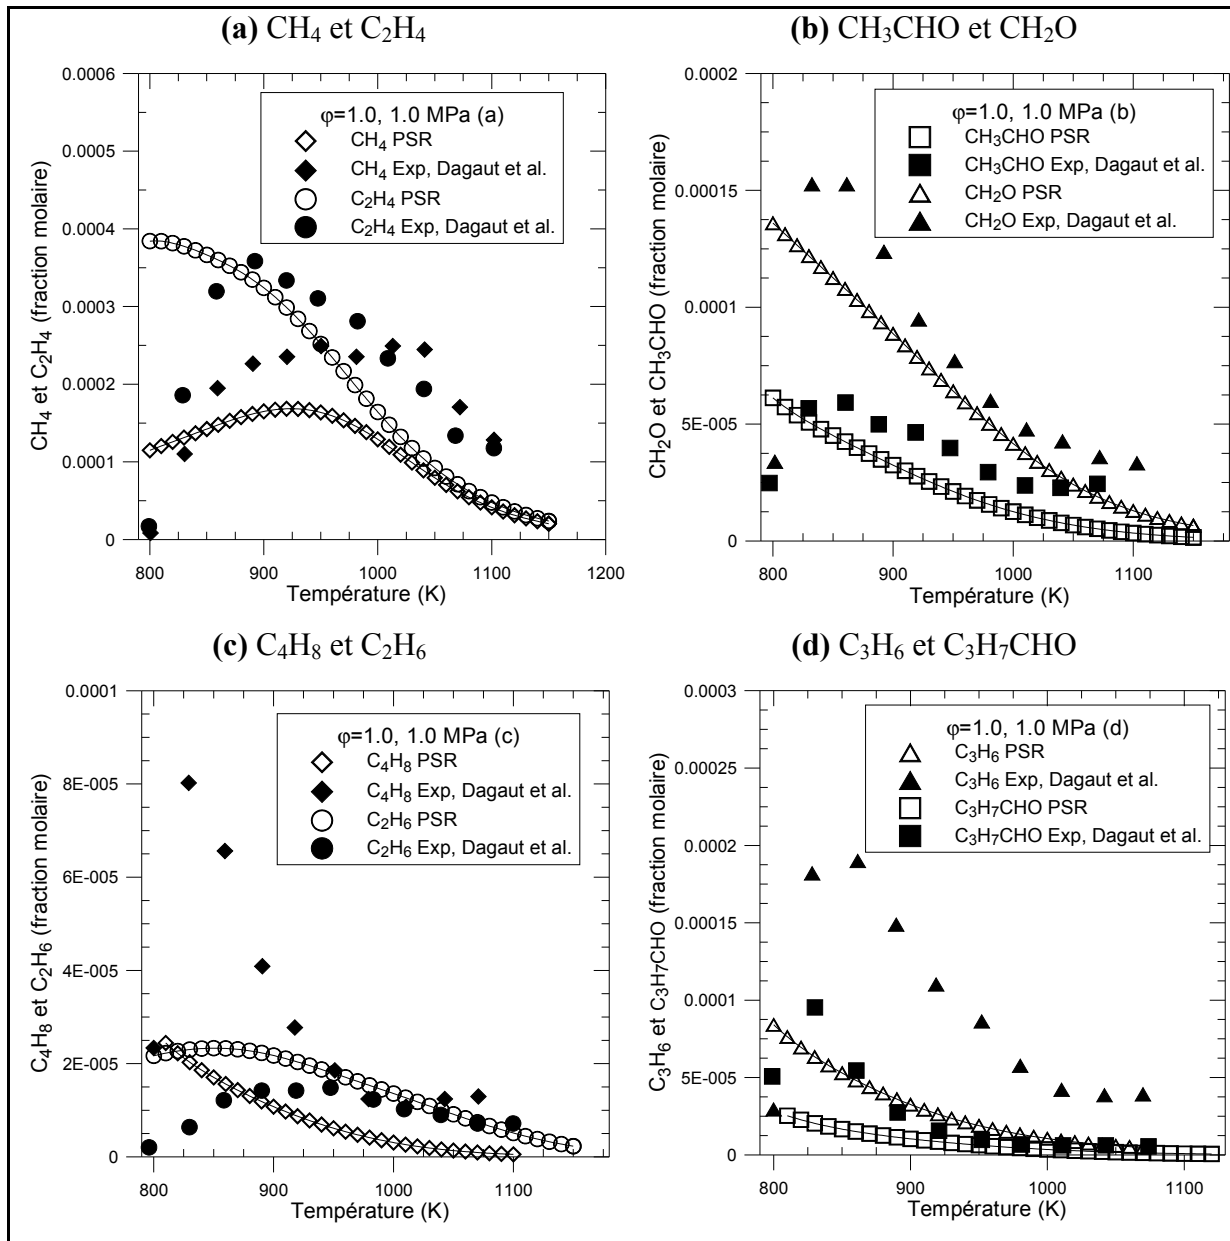 (a) CH4 et C2H4
0.0006
0.0005
0.0004
0.0003
0.0002
0.0001
0
CH4 et C2H4 (fraction molaire)
φ=1.0, 1.0 MPa (a)
CH4 PSR
CH4 Exp, Dagaut et al.
C2H4 PSR
C2H4 Exp, Dagaut et al.
800 900 1000 1100 1200
Température (K)
(b) CH3CHO et CH2O
0.0002
0.00015
0.0001
5E-005
0
CH2O et CH3CHO (fraction molaire)
φ=1.0, 1.0 MPa (b)
CH3CHO PSR
CH3CHO Exp, Dagaut et al.
CH2O PSR
CH2O Exp, Dagaut et al.
800 900 1000 1100
Température (K)
(c) C4H8 et C2H6
0.0001
8E-005
6E-005
4E-005
2E-005
0
C4H8 et C2H6 (fraction molaire)
φ=1.0, 1.0 MPa (c)
C4H8 PSR
C4H8 Exp, Dagaut et al.
C2H6 PSR
C2H6 Exp, Dagaut et al.
800 900 1000 1100
Température (K)
(d) C3H6 et C3H7CHO
0.0003
0.00025
0.0002
0.00015
0.0001
5E-005
0
C3H6 et C3H7CHO (fraction molaire)
φ=1.0, 1.0 MPa (d)
C3H6 PSR
C3H6 Exp, Dagaut et al.
C3H7CHO PSR
C3H7CHO Exp, Dagaut et al.
800 900 1000 1100
Température (K)